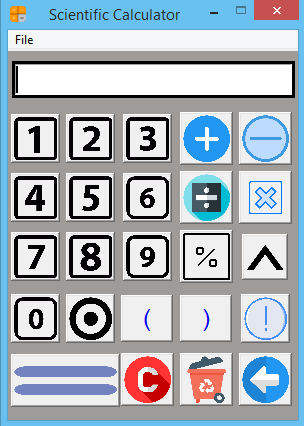 Scientific Calculator
File
1 2 3 +
4 5 6 ÷
7 8 9 %
0 ( ) !
C